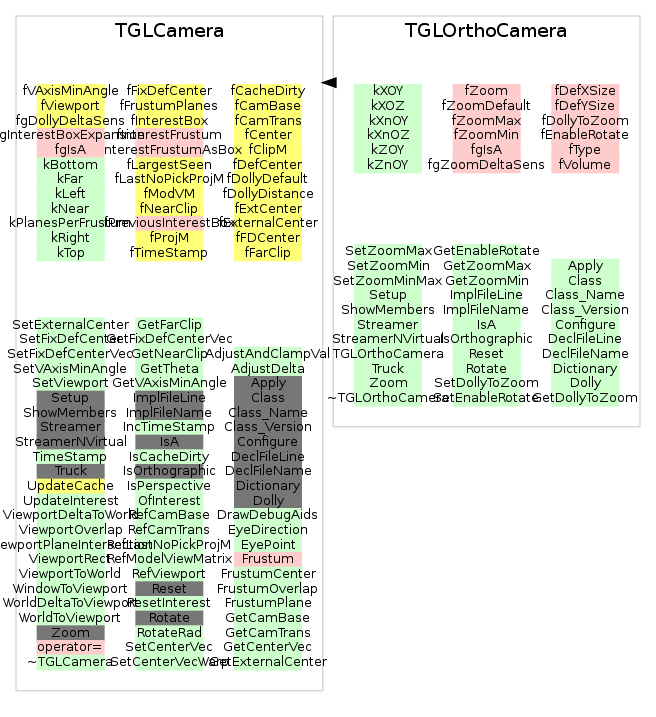 TGLCamera
fVAxisMinAngle
fViewport
fgDollyDeltaSens
gInterestBoxExpansion
fgIsA
kBottom
kFar
kLeft
kNear
kPlanesPerFrustum
kRight
kTop
fFixDefCenter
fFrustumPlanes
fInterestBox
fInterestFrustum
nterestFrustumAsBox
fLargestSeen
fLastNoPickProjM
fModVM
fNearClip
fPreviousInterestBox
fProjM
fTimeStamp
fCacheDirty
fCamBase
fCamTrans
fCenter
fClipM
fDefCenter
fDollyDefault
fDollyDistance
fExtCenter
fExternalCenter
fFDCenter
fFarClip
SetExternalCenter
SetFixDefCenter
SetFixDefCenterVec
SetVAxisMinAngle
SetViewport
Setup
ShowMembers
Streamer
StreamerNVirtual
TimeStamp
Truck
UpdateCache
UpdateInterest
ViewportDeltaToWorld
ViewportOverlap
ewportPlaneIntersection
ViewportRect
ViewportToWorld
WindowToViewport
WorldDeltaToViewport
WorldToViewport
Zoom
operator=
~TGLCamera
GetFarClip
GetFixDefCenterVec
GetNearClip
GetTheta
GetVAxisMinAngle
ImplFileLine
ImplFileName
IncTimeStamp
IsA
IsCacheDirty
IsOrthographic
IsPerspective
OfInterest
RefCamBase
RefCamTrans
RefLastNoPickProjM
RefModelViewMatrix
RefViewport
Reset
ResetInterest
Rotate
RotateRad
SetCenterVec
SetCenterVecWarp
AdjustAndClampVal
AdjustDelta
Apply
Class
Class_Name
Class_Version
Configure
DeclFileLine
DeclFileName
Dictionary
Dolly
DrawDebugAids
EyeDirection
EyePoint
Frustum
FrustumCenter
FrustumOverlap
FrustumPlane
GetCamBase
GetCamTrans
GetCenterVec
GetExternalCenter
TGLOrthoCamera
kXOY
kXOZ
kXnOY
kXnOZ
kZOY
kZnOY
fZoom
fZoomDefault
fZoomMax
fZoomMin
fgIsA
fgZoomDeltaSens
fDefXSize
fDefYSize
fDollyToZoom
fEnableRotate
fType
fVolume
SetZoomMax
SetZoomMin
SetZoomMinMax
Setup
ShowMembers
Streamer
StreamerNVirtual
TGLOrthoCamera
Truck
Zoom
~TGLOrthoCamera
GetEnableRotate
GetZoomMax
GetZoomMin
ImplFileLine
ImplFileName
IsA
IsOrthographic
Reset
Rotate
SetDollyToZoom
SetEnableRotate
Apply
Class
Class_Name
Class_Version
Configure
DeclFileLine
DeclFileName
Dictionary
Dolly
GetDollyToZoom